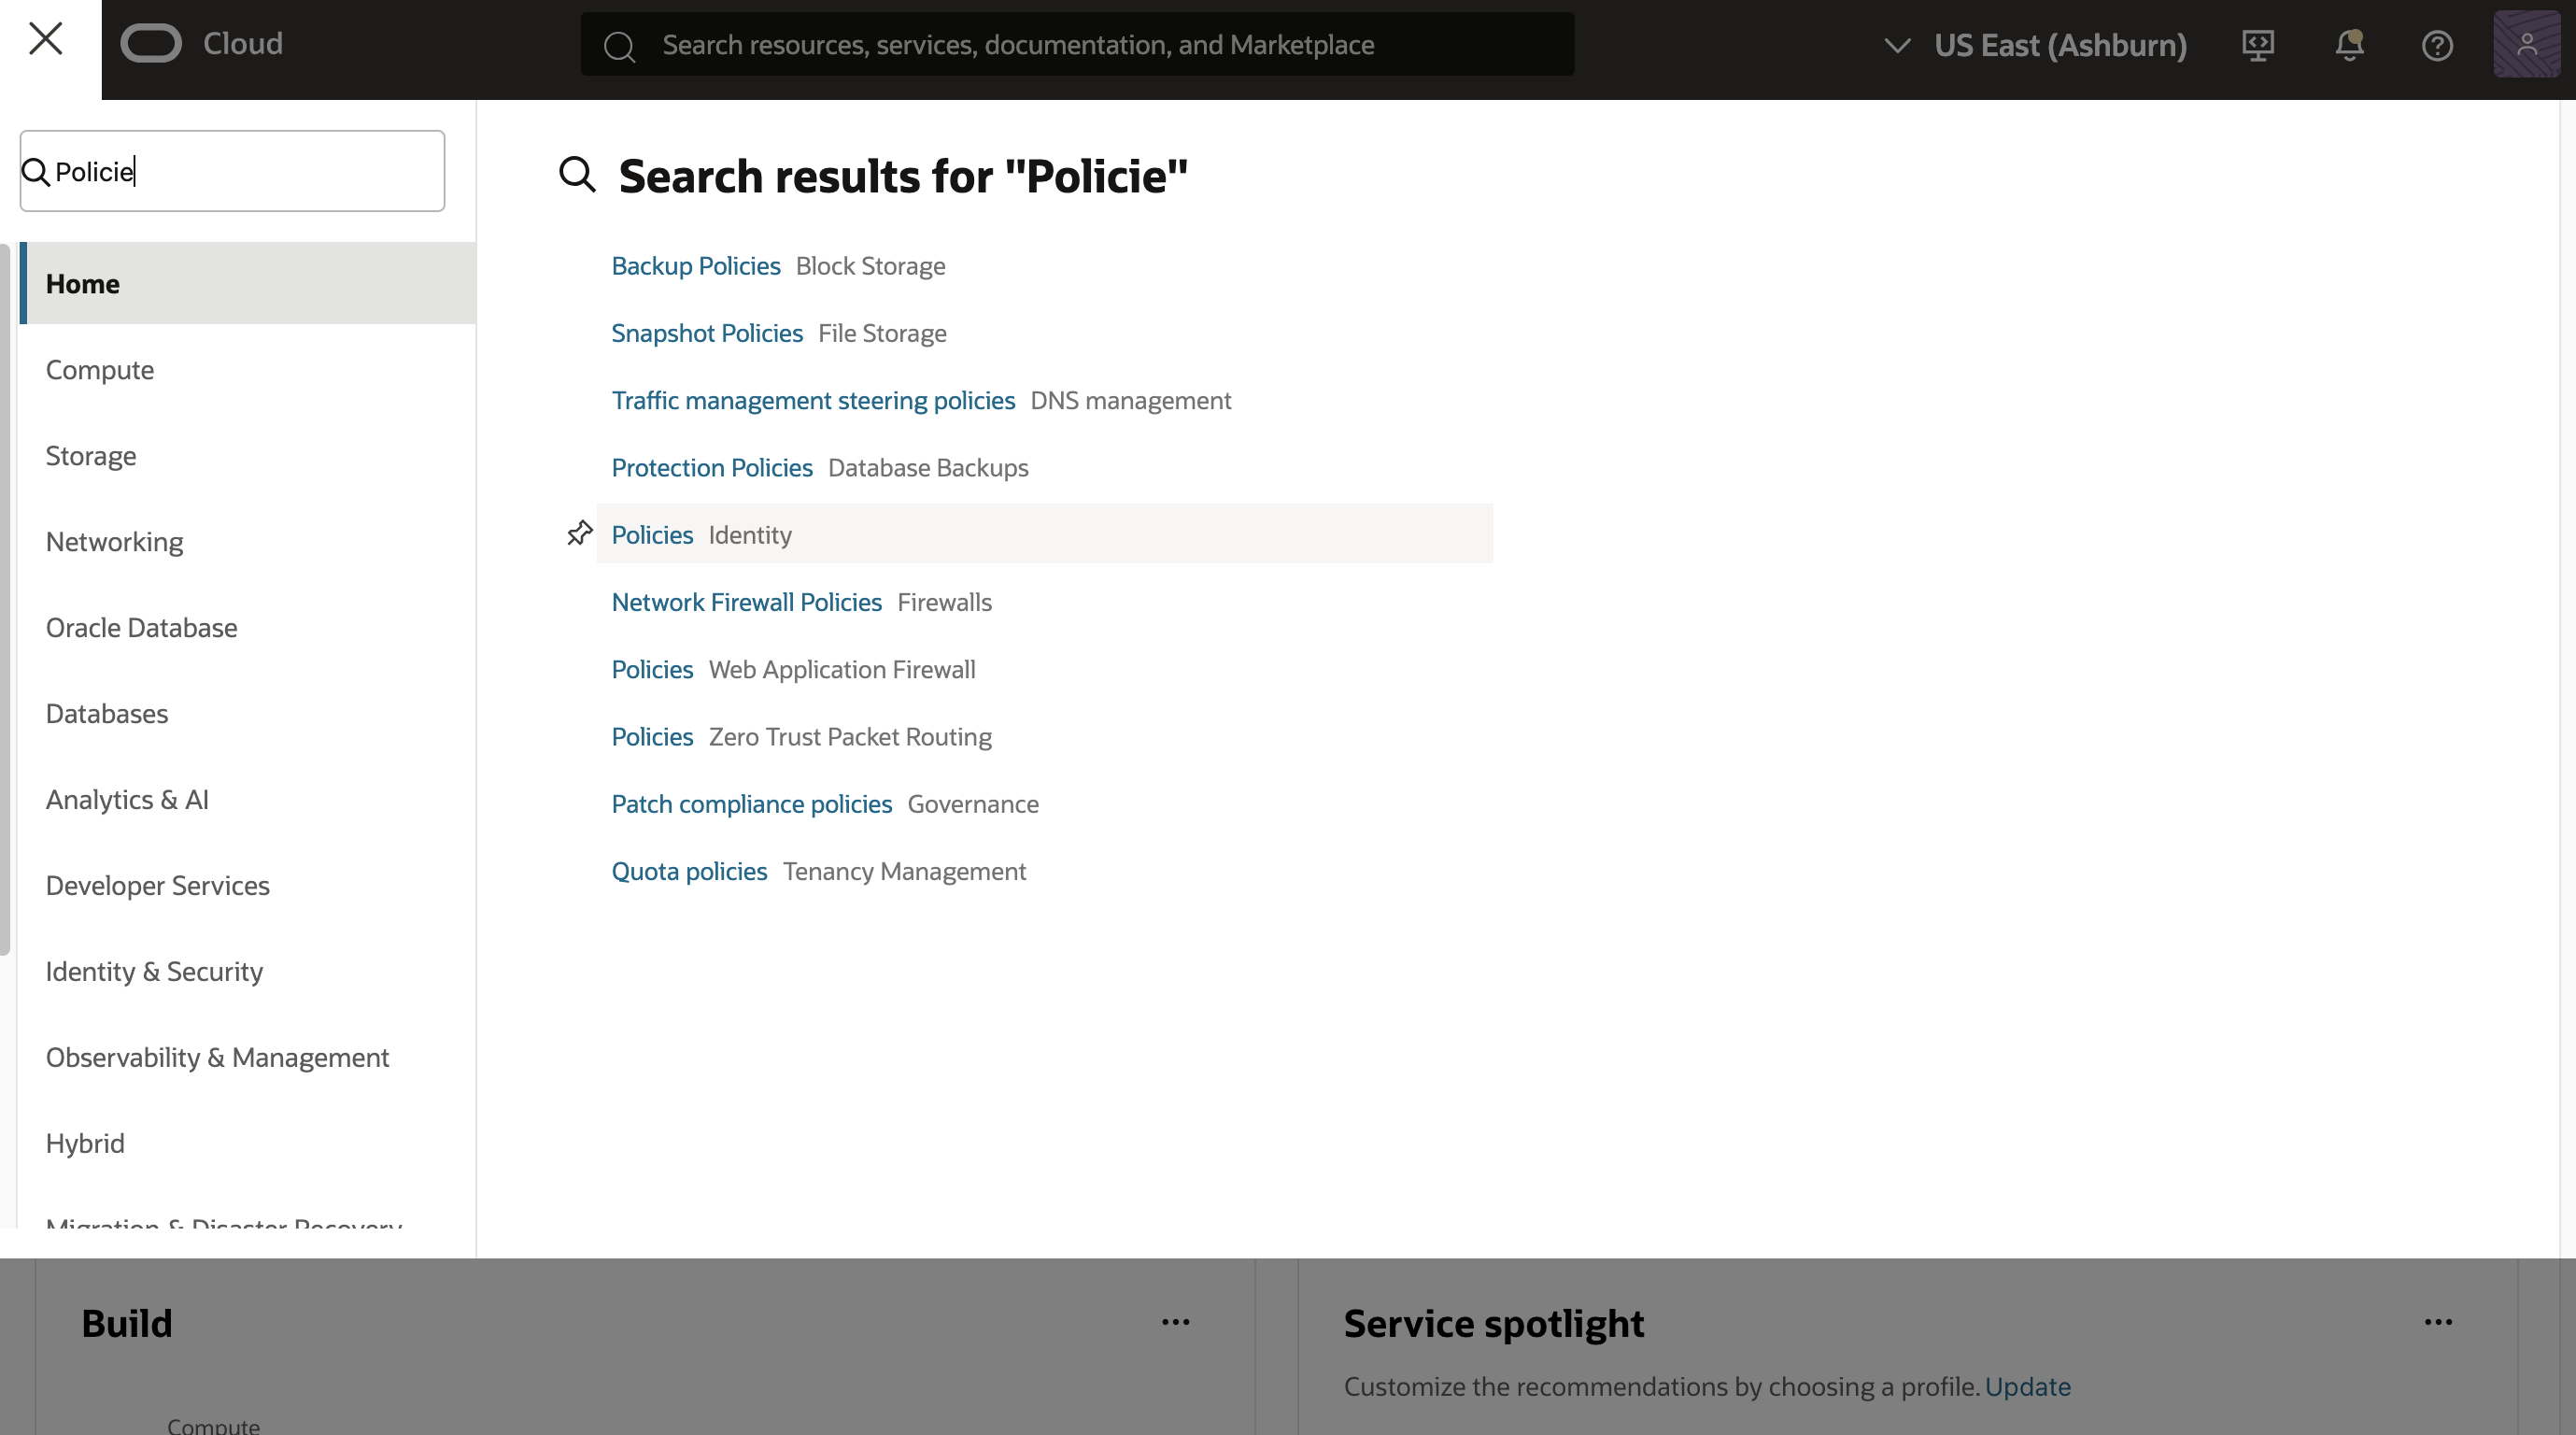 Cloud
Search resources, services, documentation, and Marketplace
US East (Ashburn)
Policie
Home
Compute
Storage
Networking
Oracle Database
Databases
Analytics & AI
Developer Services
Identity & Security
Observability & Management
Hybrid
Migration & Disaster Recovery
Search results for "Policie"
Backup Policies Block Storage
Snapshot Policies File Storage
Traffic management steering policies DNS management
Protection Policies Database Backups
Policies Identity
Network Firewall Policies Firewalls
Policies Web Application Firewall
Policies Zero Trust Packet Routing
Patch compliance policies Governance
Quota policies Tenancy Management
Build
Compute
Service spotlight
Customize the recommendations by choosing a profile. Update